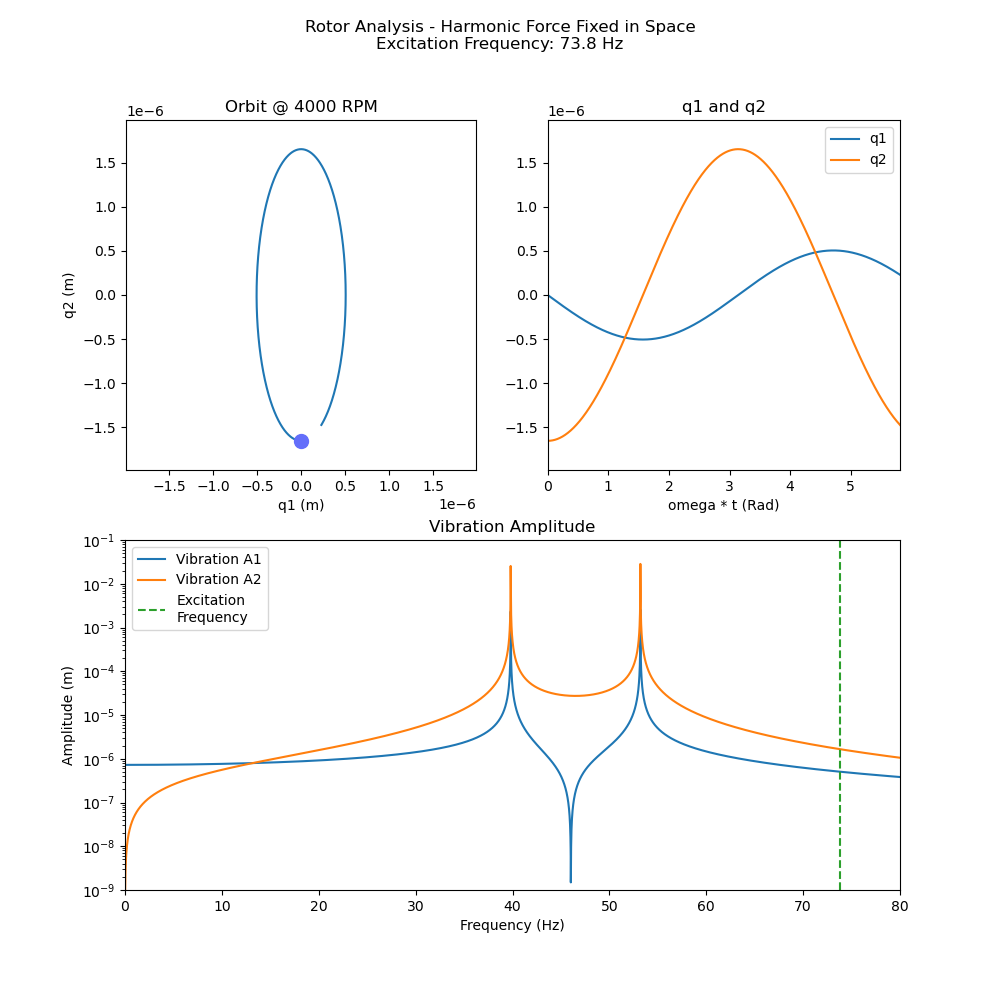 Rotor Analysis - Harmonic Force Fixed in Space
Excitation Frequency: 73.8 Hz
Orbit @ 4000 RPM
1e−6
1.5
1.0
0.5
0.0
−0.5
−1.0
−1.5
q2 (m)
−1.5 −1.0 −0.5 0.0 0.5 1.0 1.5
1e−6
q1 (m)
q1 and q2
1e−6
q1
q2
1.5
1.0
0.5
0.0
−0.5
−1.0
−1.5
0 1 2 3 4 5
omega * t (Rad)
Vibration Amplitude
Vibration A1
Vibration A2
Excitation
Frequency
10⁻¹
10⁻²
10⁻³
10⁻⁴
10⁻⁵
10⁻⁶
10⁻⁷
10⁻⁸
10⁻⁹
Amplitude (m)
0 10 20 30 40 50 60 70 80
Frequency (Hz)